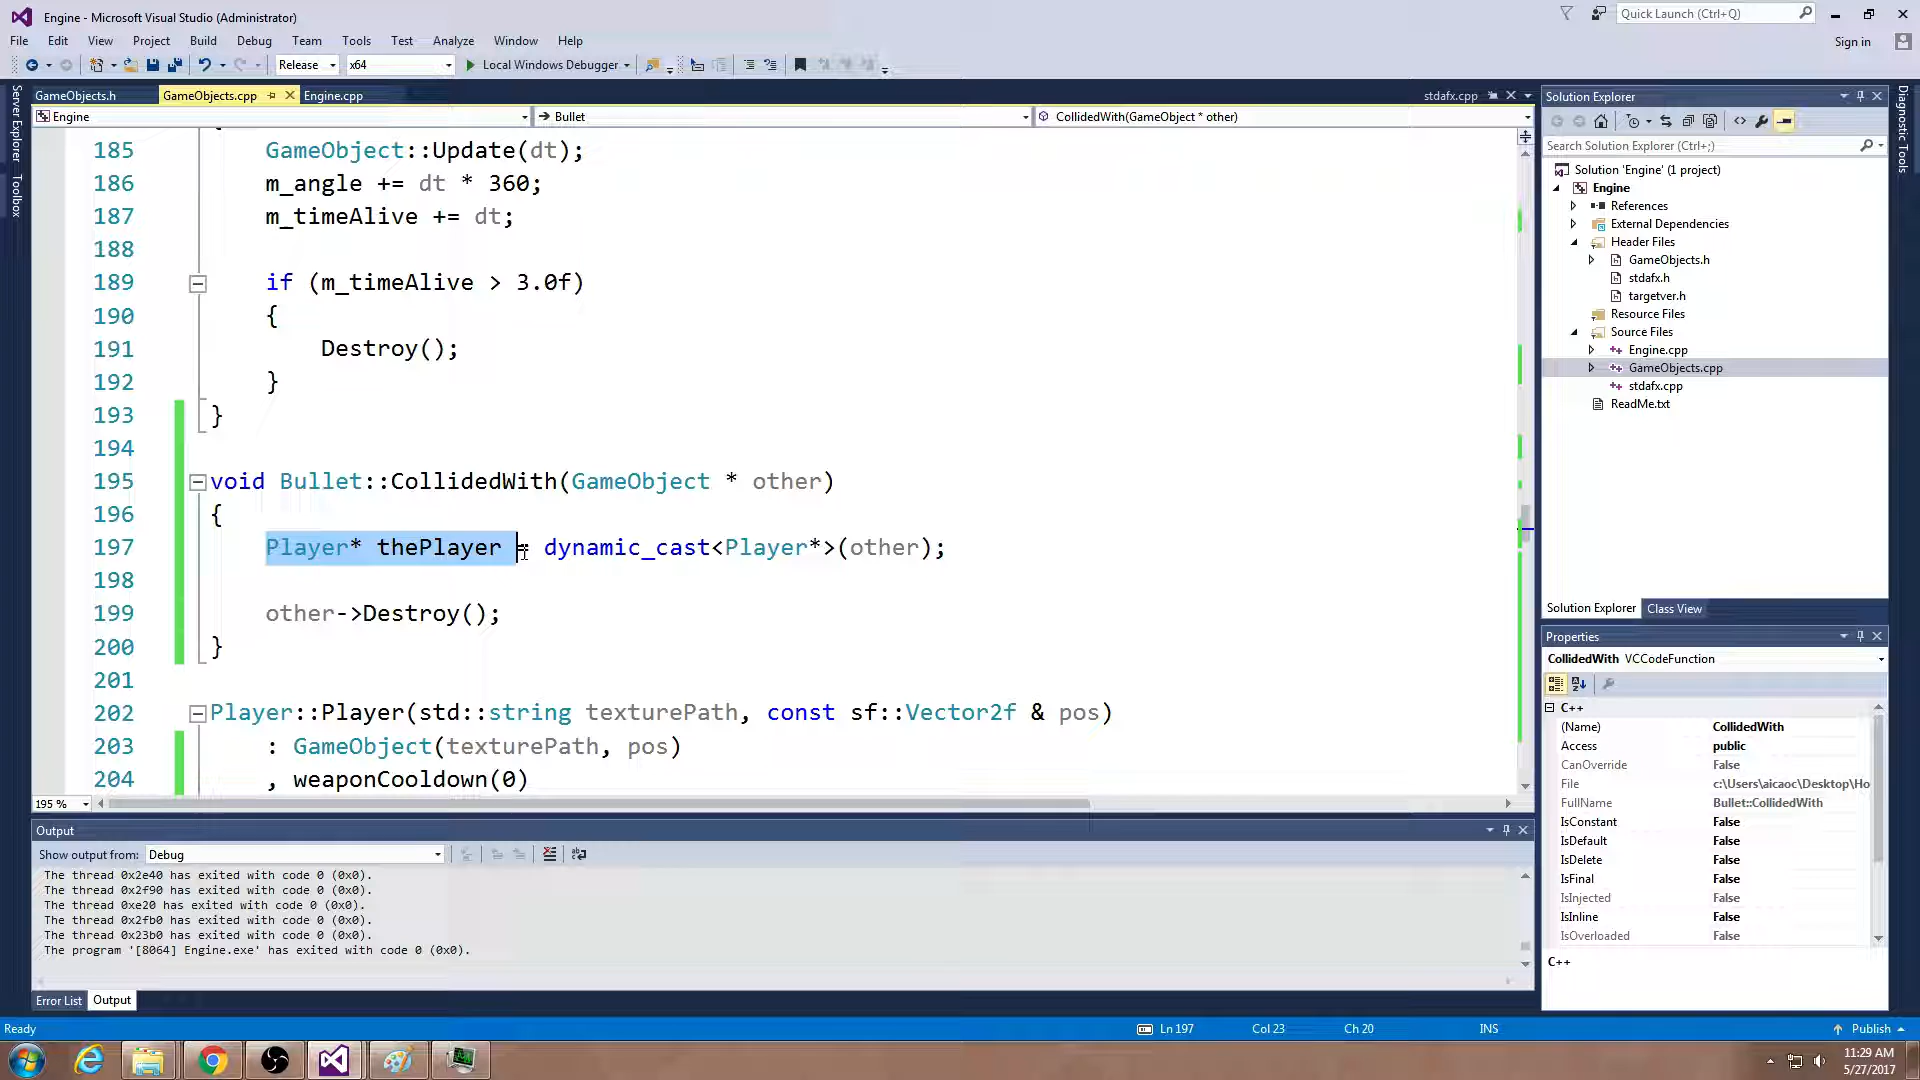 Engine - Microsoft Visual Studio (Administrator)
Quick Launch (Ctrl+Q)
File Edit View Project Build Debug Team Tools Test Analyze Window Help
Sign in
Release x64 Local Windows Debugger
Server Explorer
Toolbox
GameObjects.h GameObjects.cpp Engine.cpp stdafx.cpp
Engine Bullet CollidedWith(GameObject * other)
{
185 GameObject::Update(dt);
186 m_angle += dt * 360;
187 m_timeAlive += dt;
188
189 if (m_timeAlive > 3.0f)
190 {
191 Destroy();
192 }
193 }
194
195 void Bullet::CollidedWith(GameObject * other)
196 {
197 Player* thePlayer = dynamic_cast<Player*>(other);
198
199 other->Destroy();
200 }
201
202 Player::Player(std::string texturePath, const sf::Vector2f & pos)
203 : GameObject(texturePath, pos)
204 , weaponCooldown(0)
195 %
Output
Show output from: Debug
The thread 0x2e40 has exited with code 0 (0x0).
The thread 0x2f90 has exited with code 0 (0x0).
The thread 0xe20 has exited with code 0 (0x0).
The thread 0x2fb0 has exited with code 0 (0x0).
The thread 0x23b0 has exited with code 0 (0x0).
The program '[8064] Engine.exe' has exited with code 0 (0x0).
Error List Output
Solution Explorer
Search Solution Explorer (Ctrl+;)
Solution 'Engine' (1 project)
Engine
References
External Dependencies
Header Files
GameObjects.h
stdafx.h
targetver.h
Resource Files
Source Files
Engine.cpp
GameObjects.cpp
stdafx.cpp
ReadMe.txt
Solution Explorer Class View
Properties
CollidedWith VCCodeFunction
C++
(Name) CollidedWith
Access public
CanOverride False
File c:\Users\aicaoc\Desktop\Ho
FullName Bullet::CollidedWith
IsConstant False
IsDefault False
IsDelete False
IsFinal False
IsInjected False
IsInline False
IsOverloaded False
C++
Diagnostic Tools
Ready Ln 197 Col 23 Ch 20 INS Publish
11:29 AM
5/27/2017